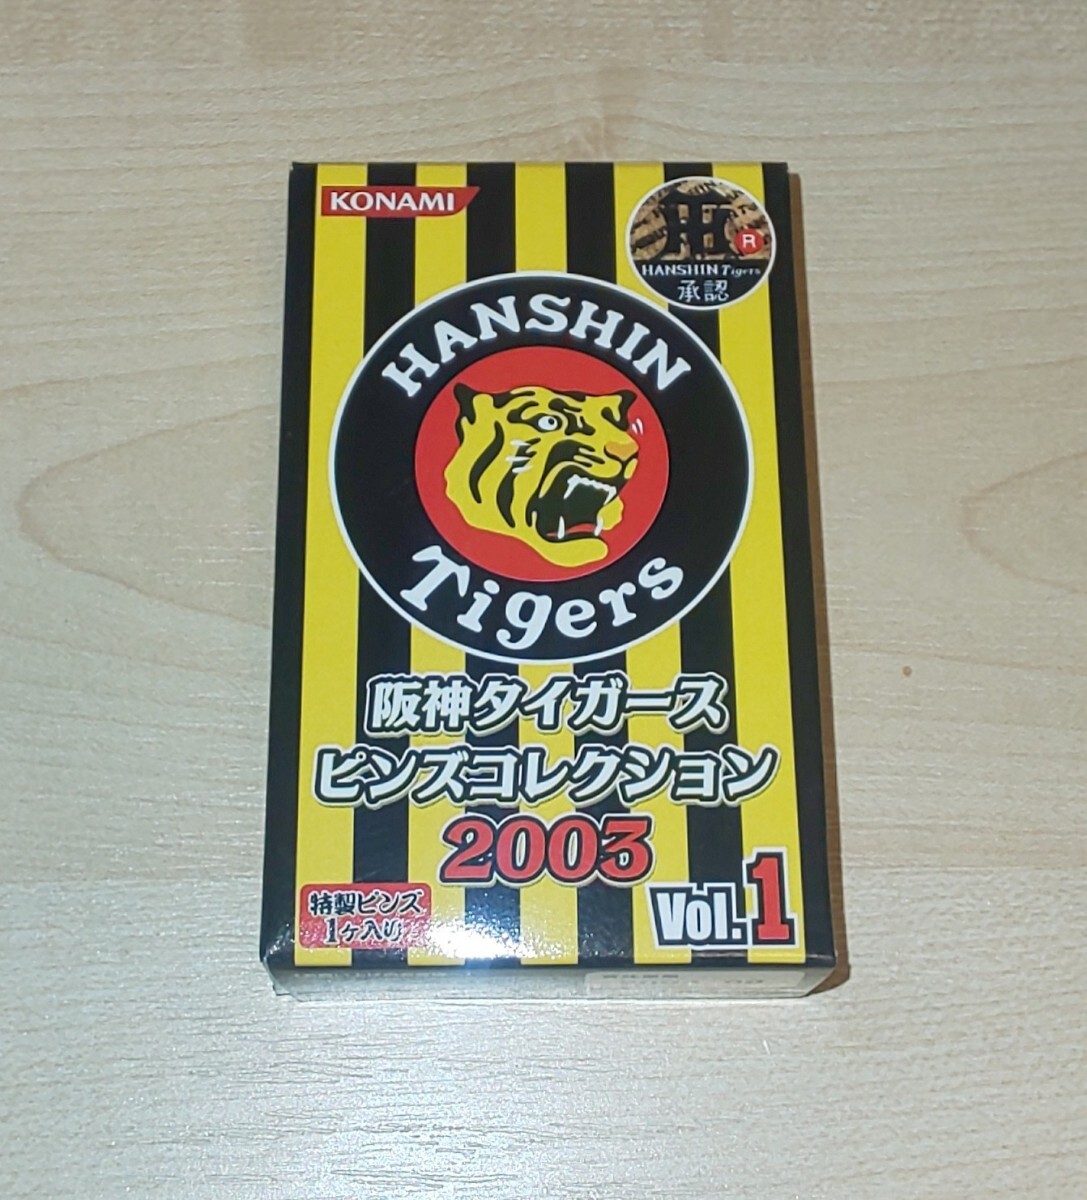 KONAMI
R
HANSHIN Tigers
承認
HANSHIN
Tigers
阪神タイガース
ピンズコレクション
2003
Vol.1
特製ピンズ
1ヶ入り